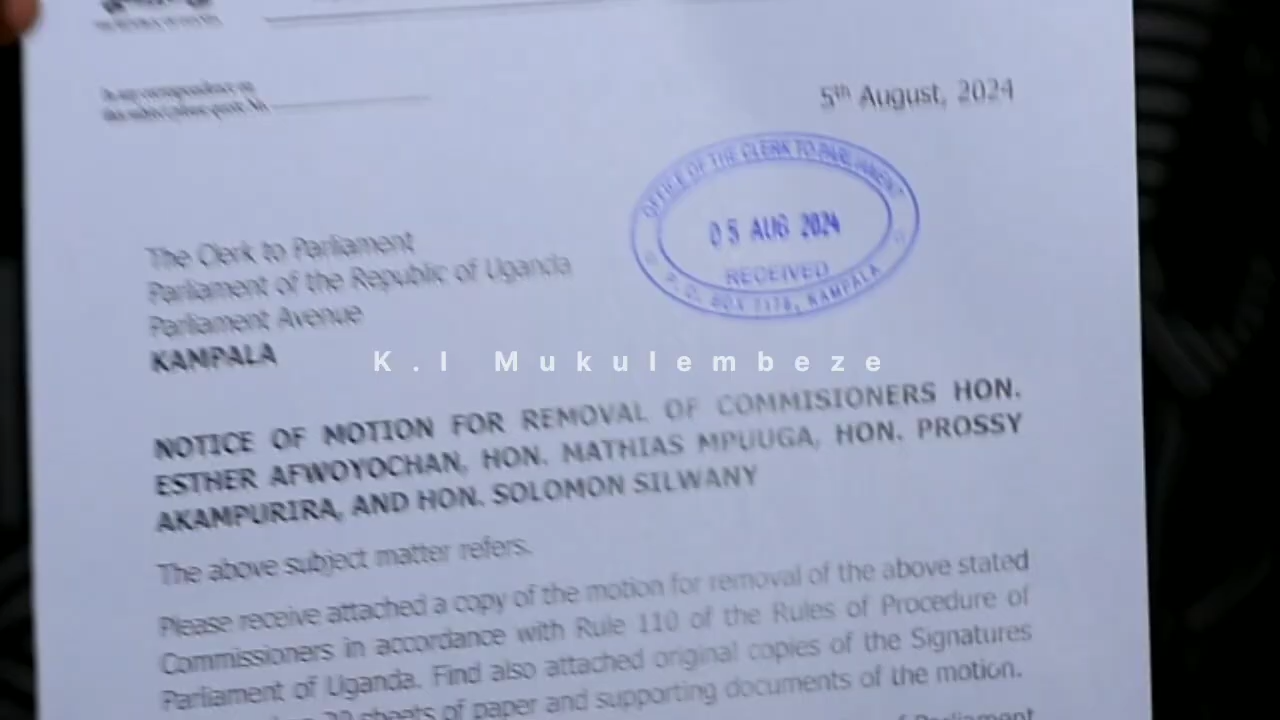 5th August, 2024
OFFICE OF THE CLERK TO PARLIAMENT
05 AUG 2024
RECEIVED
P. O. BOX 7178, KAMPALA
The Clerk to Parliament
Parliament of the Republic of Uganda
Parliament Avenue
KAMPALA
K.I Mukulembeze
NOTICE OF MOTION FOR REMOVAL OF COMMISIONERS HON.
ESTHER AFWOYOCHAN, HON. MATHIAS MPUUGA, HON. PROSSY
AKAMPURIRA, AND HON. SOLOMON SILWANY
The above subject matter refers.
Please receive attached a copy of the motion for removal of the above stated
Commissioners in accordance with Rule 110 of the Rules of Procedure of
Parliament of Uganda. Find also attached original copies of the Signatures
sheets of paper and supporting documents of the motion.